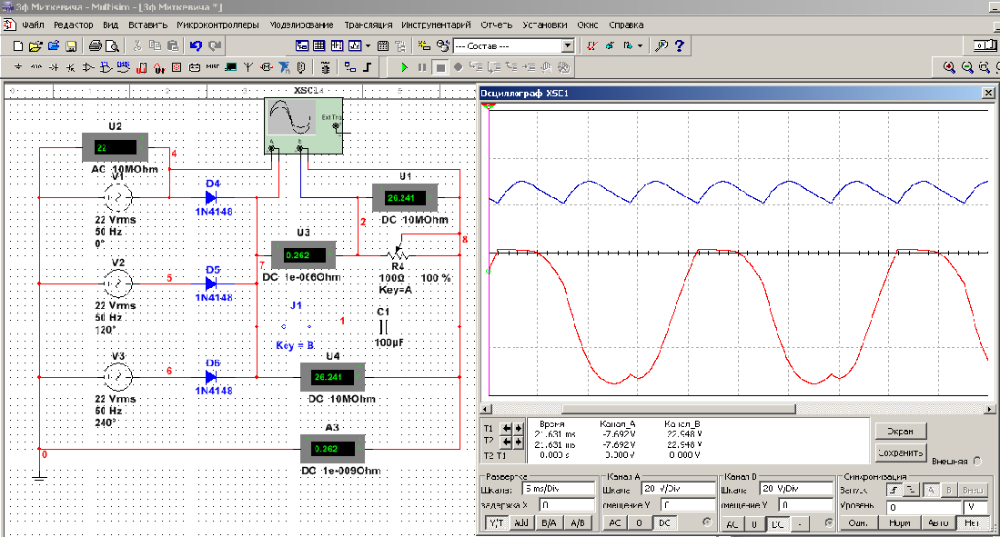 3ф Миткевича - Multisim - [3ф Миткевича *]
Файл Редактор Вид Вставить Микроконтроллеры Моделирование Трансляция Инструментарий Отчеть Установки Окно Справка
--- Состав ---
XSC1
Ext Trig
A B
U2
22
AC 10MOhm
4
V1
22 Vrms
50 Hz
0°
D4
1N4148
U1
26.241
DC 10MOhm
2
8
U3
0.262
DC 1e-006Ohm
7
R4
100Ω 100 %
Key=A
V2
22 Vrms
50 Hz
120°
5
D5
1N4148
J1
Key = B
1
C1
100µF
V3
22 Vrms
50 Hz
240°
6
D6
1N4148
U4
26.241
DC 10MOhm
A3
0.262
DC 1e-009Ohm
0
Осциллограф XSC1
Время Канал_A Канал_B
T1 21.631 ms -7.692 V 22.948 V
T2 21.631 ms -7.692 V 22.948 V
T2 T1 0.000 s 0.000 V 0.000 V
Экран
Сохранить
Внешняя
Развертка
Шкала: 5 ms/Div
задержка X 0
Y/T Add B/A A/B
Канал A
Шкала 20 V/Div
смещение Y 0
AC 0 DC
Канал B
Шкала 20 V/Div
смещение Y 0
AC 0 DC -
Синхронизация
Запуск A B Внеш
Уровень 0 V
Одн. Норм Авто Нет